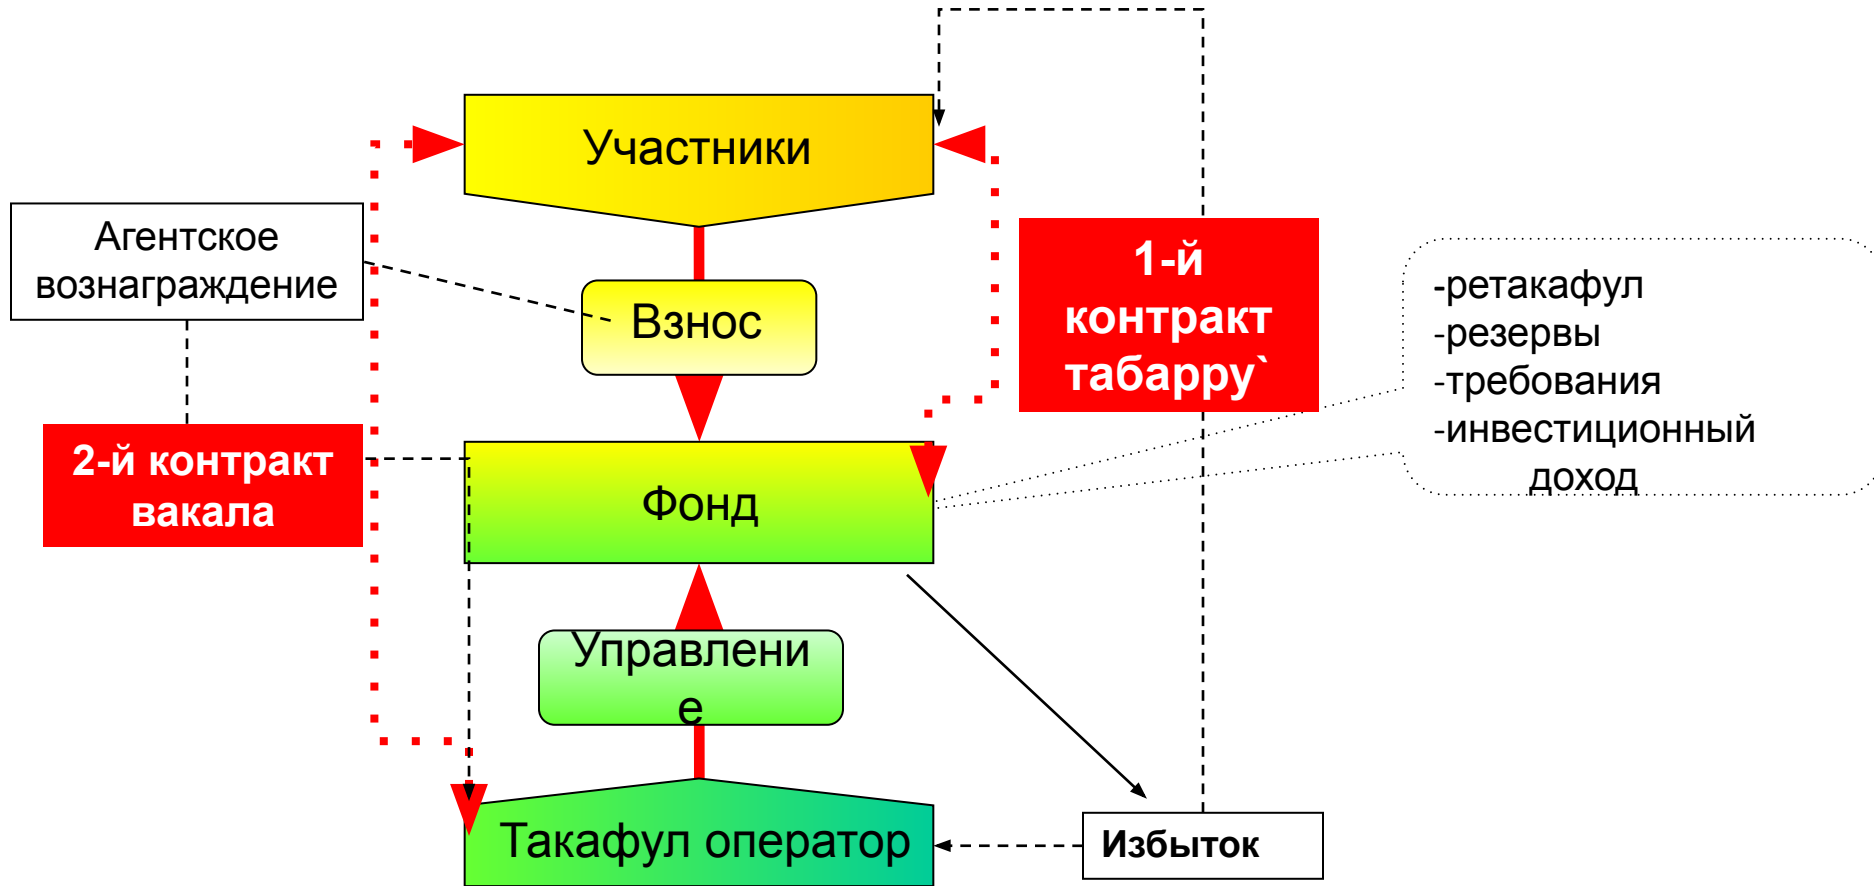 Участники
Агентское
вознаграждение
Взнос
1-й
контракт
табарру`
-ретакафул
-резервы
-требования
-инвестиционный
доход
2-й контракт
вакала
Фонд
Управлени
е
Такафул оператор
Избыток